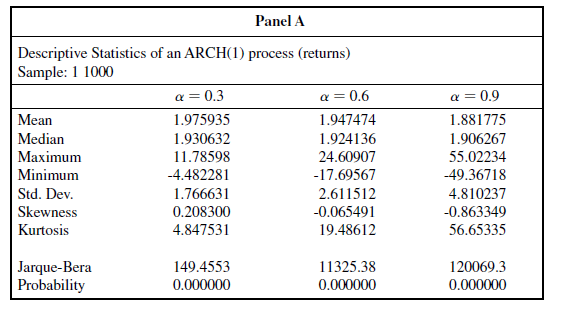 Panel A
Descriptive Statistics of an ARCH(1) process (returns)
Sample: 1 1000
α = 0.3 α = 0.6 α = 0.9
Mean 1.975935 1.947474 1.881775
Median 1.930632 1.924136 1.906267
Maximum 11.78598 24.60907 55.02234
Minimum -4.482281 -17.69567 -49.36718
Std. Dev. 1.766631 2.611512 4.810237
Skewness 0.208300 -0.065491 -0.863349
Kurtosis 4.847531 19.48612 56.65335
Jarque-Bera 149.4553 11325.38 120069.3
Probability 0.000000 0.000000 0.000000